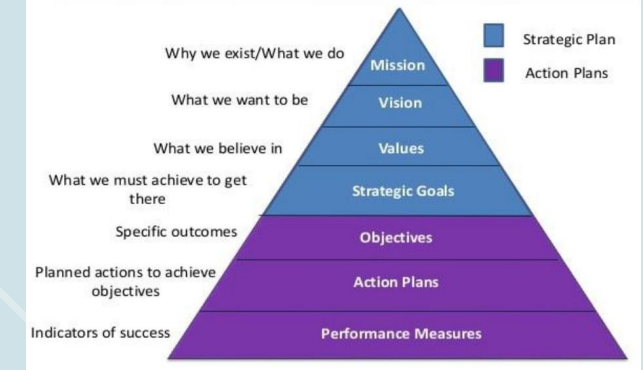 Why we exist/What we do
Mission
Strategic Plan
Action Plans
What we want to be
Vision
What we believe in
Values
What we must achieve to get
there
Strategic Goals
Specific outcomes
Objectives
Planned actions to achieve
objectives
Action Plans
Indicators of success
Performance Measures